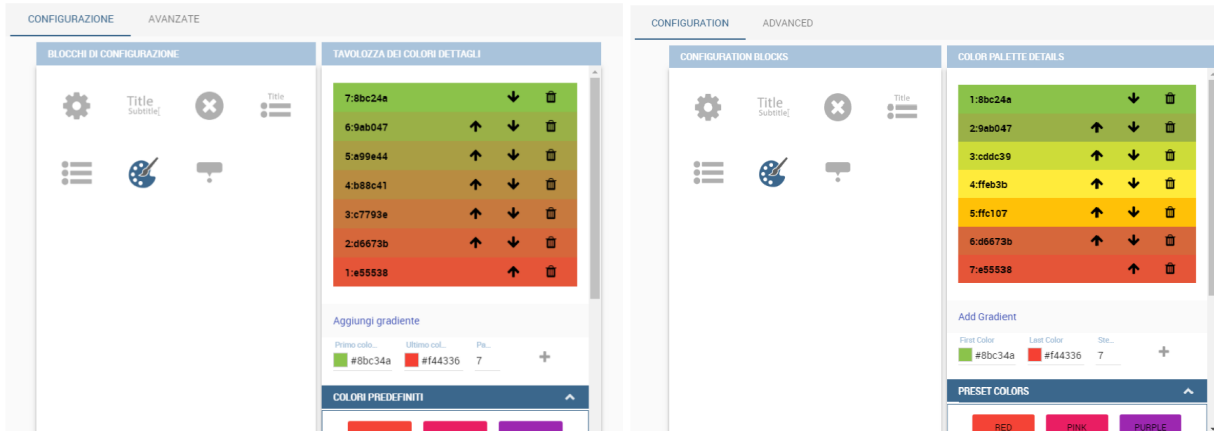 CONFIGURAZIONE AVANZATE
BLOCCHI DI CONFIGURAZIONE
Title
Subtitle
Title
TAVOLOZZA DEI COLORI DETTAGLI
7:8bc24a
6:9ab047
5:a99e44
4:b88c41
3:c7793e
2:d6673b
1:e55538
Aggiungi gradiente
Primo colo... Ultimo col... Pa...
#8bc34a #f44336 7
COLORI PREDEFINITI
CONFIGURATION ADVANCED
CONFIGURATION BLOCKS
Title
Subtitle
Title
COLOR PALETTE DETAILS
1:8bc24a
2:9ab047
3:cddc39
4:ffeb3b
5:ffc107
6:d6673b
7:e55538
Add Gradient
First Color Last Color Ste...
#8bc34a #f44336 7
PRESET COLORS
RED PINK PURPLE